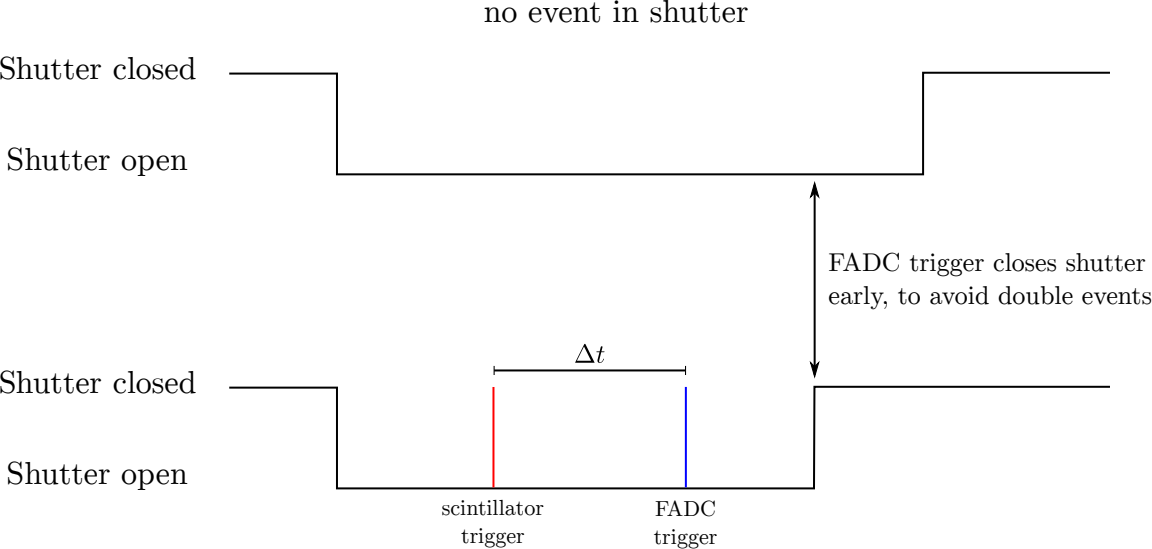 no event in shutter
Shutter closed
Shutter open
FADC trigger closes shutter
early, to avoid double events
Δt
Shutter closed
Shutter open
scintillator
trigger
FADC
trigger